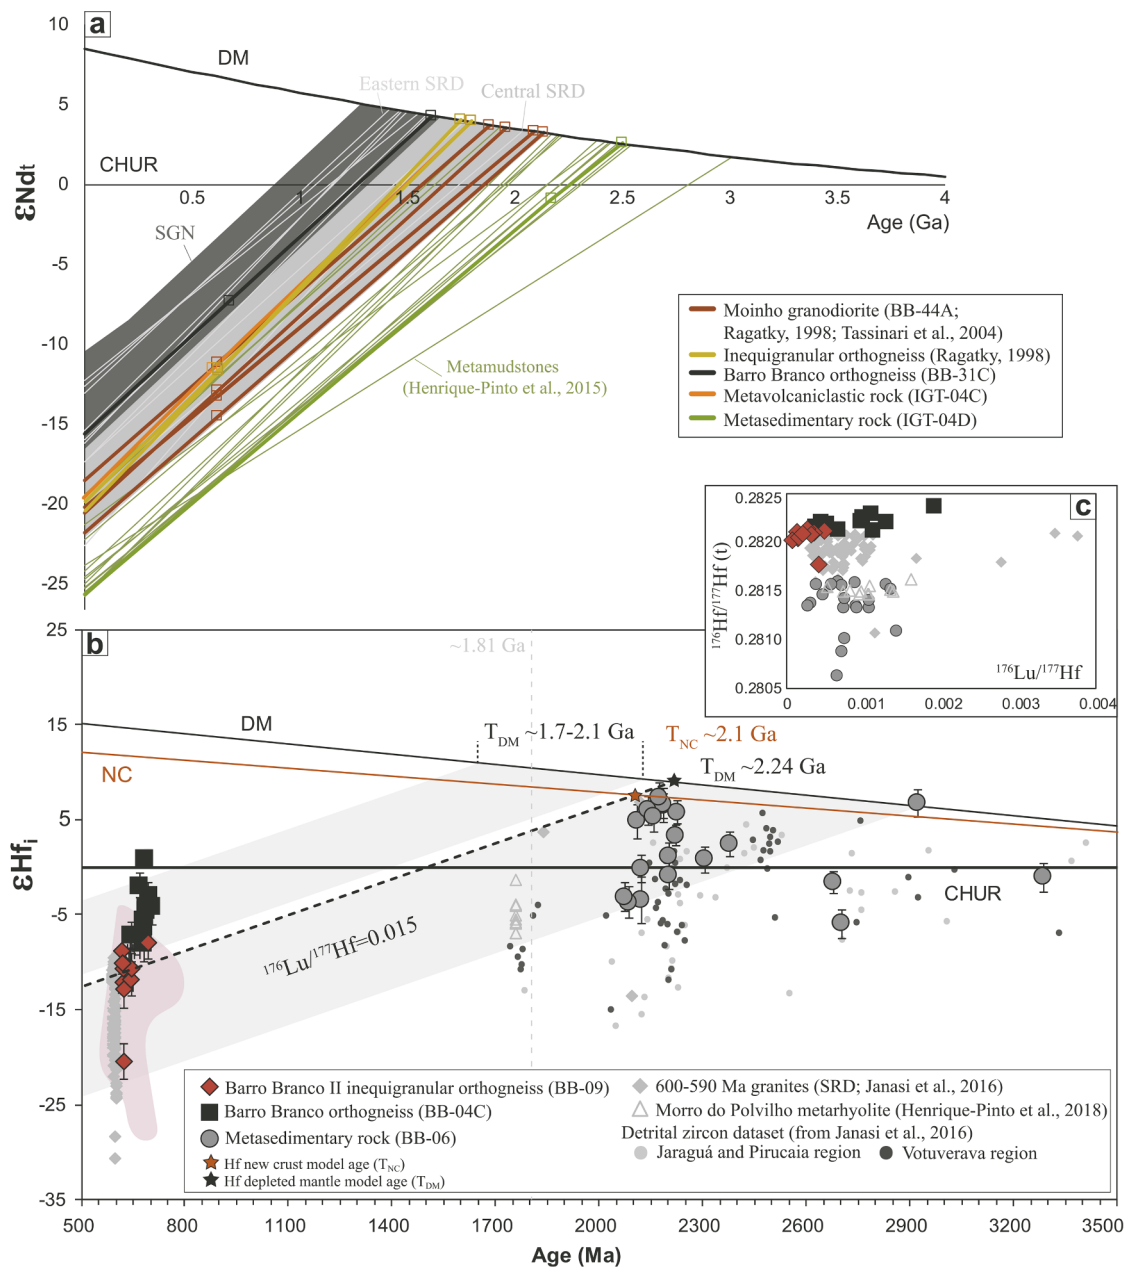 a
10
5
0
-5
-10
-15
-20
-25
εNdt
DM
Eastern SRD
Central SRD
CHUR
0.5
1
1.5
2
2.5
3
3.5
4
Age (Ga)
SGN
Metamudstones
(Henrique-Pinto et al., 2015)
Moinho granodiorite (BB-44A;
Ragatky, 1998; Tassinari et al., 2004)
Inequigranular orthogneiss (Ragatky, 1998)
Barro Branco orthogneiss (BB-31C)
Metavolcaniclastic rock (IGT-04C)
Metasedimentary rock (IGT-04D)
c
0.2825
0.2820
0.2815
0.2810
0.2805
¹⁷⁶Hf/¹⁷⁷Hf (t)
¹⁷⁶Lu/¹⁷⁷Hf
0
0.001
0.002
0.003
0.004
b
25
15
5
-5
-15
-25
-35
εHfᵢ
~1.81 Ga
DM
NC
T_DM ~1.7-2.1 Ga
T_NC ~2.1 Ga
T_DM ~2.24 Ga
CHUR
¹⁷⁶Lu/¹⁷⁷Hf=0.015
Barro Branco II inequigranular orthogneiss (BB-09)
Barro Branco orthogneiss (BB-04C)
Metasedimentary rock (BB-06)
Hf new crust model age (T_NC)
Hf depleted mantle model age (T_DM)
600-590 Ma granites (SRD; Janasi et al., 2016)
Morro do Polvilho metarhyolite (Henrique-Pinto et al., 2018)
Detrital zircon dataset (from Janasi et al., 2016)
Jaraguá and Pirucaia region
Votuverava region
500
800
1100
1400
1700
2000
2300
2600
2900
3200
3500
Age (Ma)